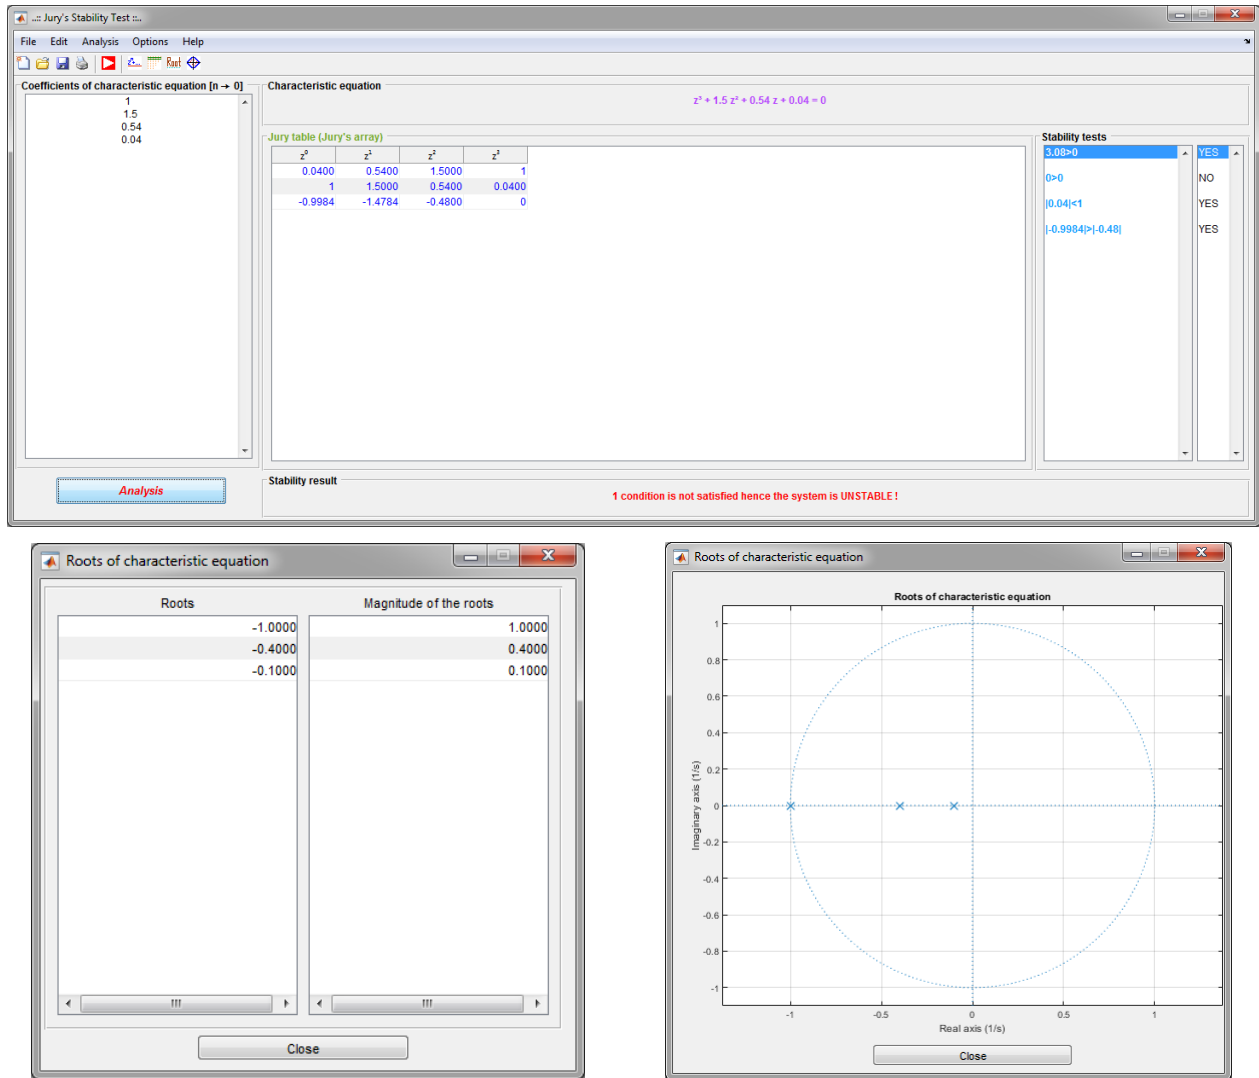 ..:: Jury's Stability Test ::..
File Edit Analysis Options Help
Root
Coefficients of characteristic equation [n → 0]
1
1.5
0.54
0.04
Characteristic equation
z³ + 1.5 z² + 0.54 z + 0.04 = 0
Jury table (Jury's array)
z⁰ z¹ z² z³
0.0400 0.5400 1.5000 1
1 1.5000 0.5400 0.0400
-0.9984 -1.4784 -0.4800 0
Stability tests
3.08>0 YES
0>0 NO
|0.04|<1 YES
|-0.9984|>|-0.48| YES
Analysis
Stability result
1 condition is not satisfied hence the system is UNSTABLE !
Roots of characteristic equation
Roots Magnitude of the roots
-1.0000 1.0000
-0.4000 0.4000
-0.1000 0.1000
Close
Roots of characteristic equation
Roots of characteristic equation
Imaginary axis (1/s)
1
0.8
0.6
0.4
0.2
0
-0.2
-0.4
-0.6
-0.8
-1
-1 -0.5 0 0.5 1
Real axis (1/s)
Close